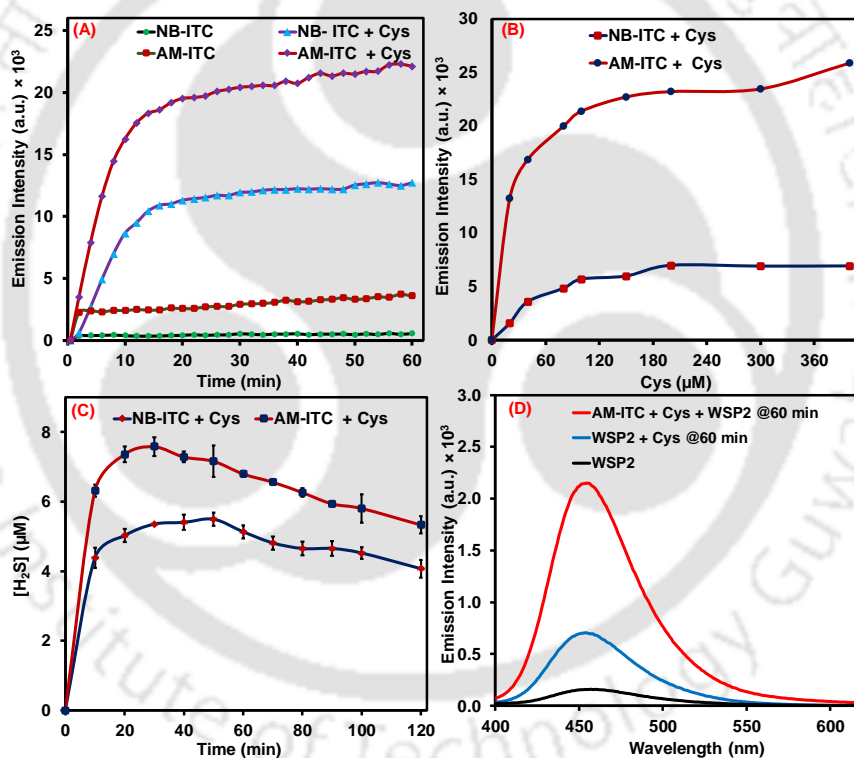 (A)
NB-ITC NB- ITC + Cys
AM-ITC AM-ITC + Cys
Emission Intensity (a.u.) × 10³
25
20
15
10
5
0
0 10 20 30 40 50 60
Time (min)
(B)
NB-ITC + Cys
AM-ITC + Cys
Emission Intensity (a.u.) × 10³
30
25
20
15
10
5
0
0 60 120 180 240 300 360
Cys (µM)
(C)
NB-ITC + Cys AM-ITC + Cys
[H₂S] (µM)
8
6
4
2
0
0 20 40 60 80 100 120
Time (min)
(D)
AM-ITC + Cys + WSP2 @60 min
WSP2 + Cys @60 min
WSP2
Emission Intensity (a.u.) × 10³
3.0
2.5
2.0
1.5
1.0
0.5
0.0
400 450 500 550 600
Wavelength (nm)
stitute of Technology Guw